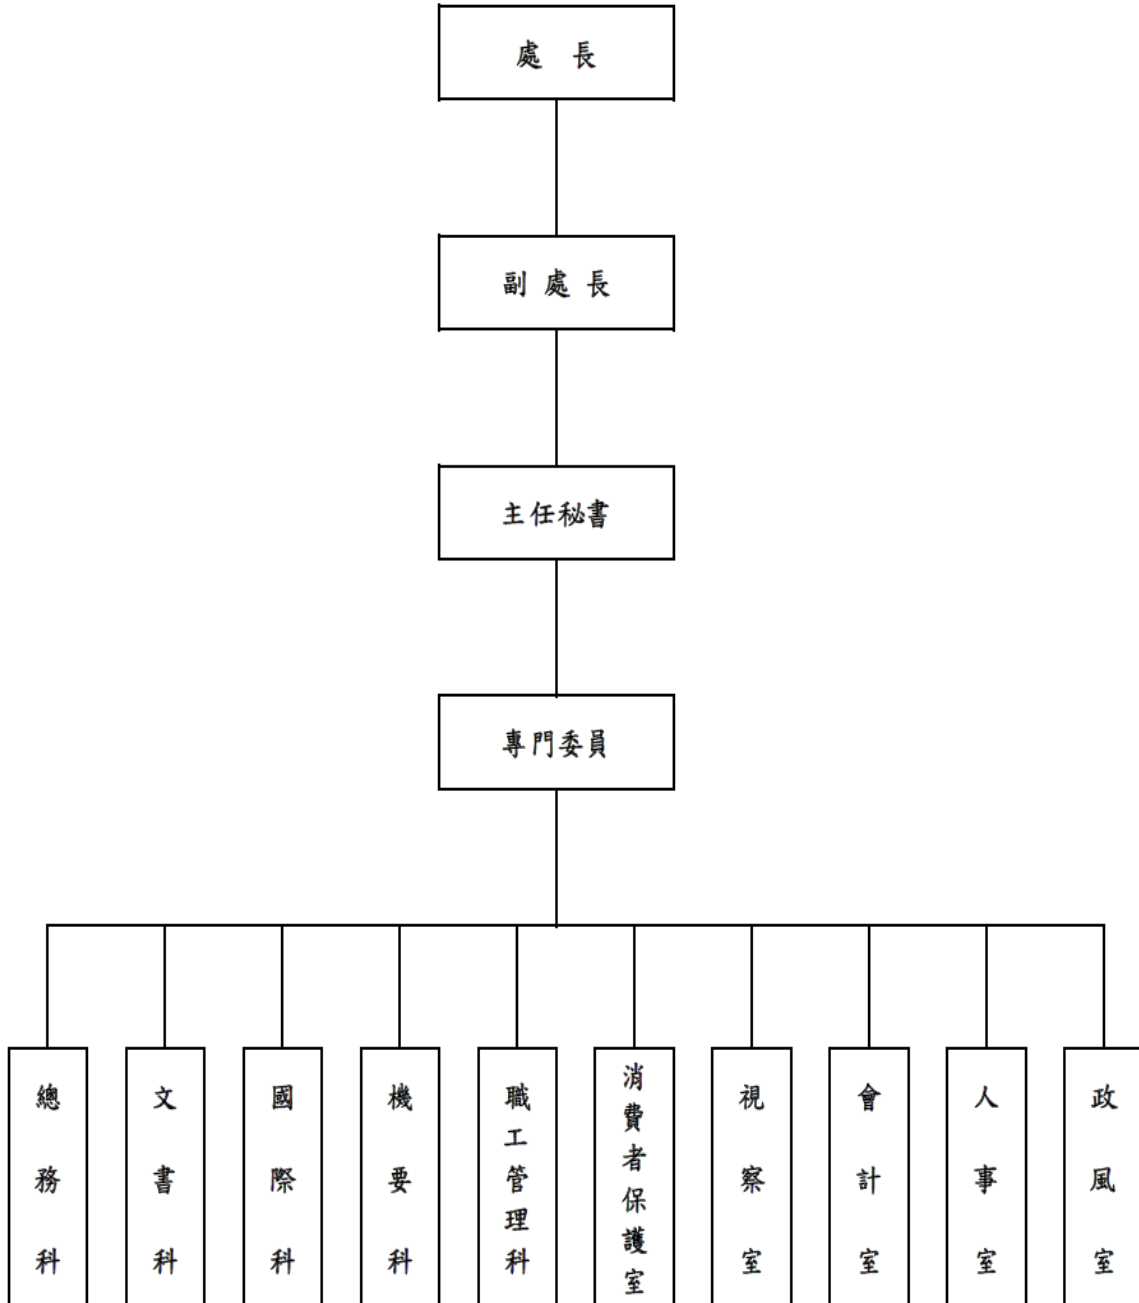 處長
副處長
主任秘書
專門委員
總務科
文書科
國際科
機要科
職工管理科
消費者保護室
視察室
會計室
人事室
政風室